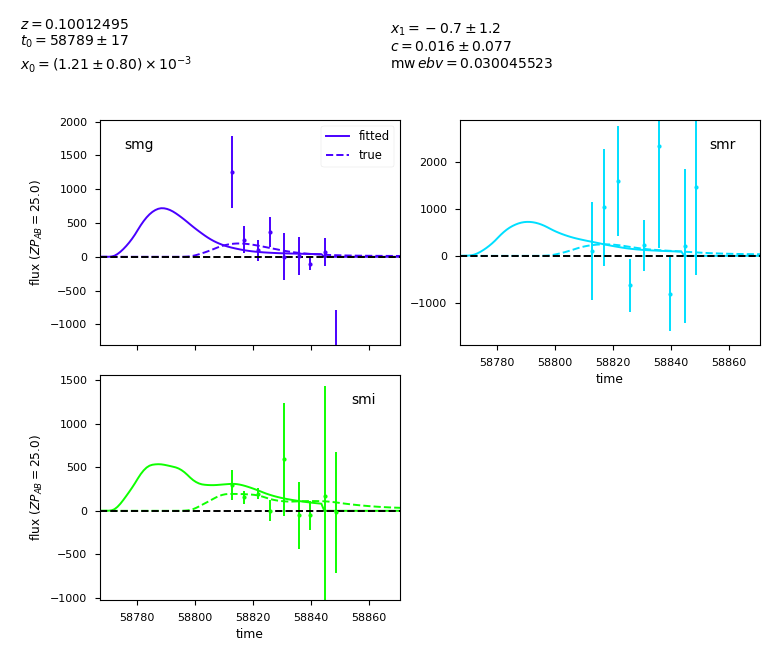 z = 0.10012495
t₀ = 58789 ± 17
x₀ = (1.21 ± 0.80) × 10⁻³
x₁ = −0.7 ± 1.2
c = 0.016 ± 0.077
mw ebv = 0.030045523
smg
fitted
true
2000
1500
1000
500
0
−500
−1000
flux (ZP_AB = 25.0)
smr
2000
1000
0
−1000
58780 58800 58820 58840 58860
time
smi
1500
1000
500
0
−500
−1000
flux (ZP_AB = 25.0)
58780 58800 58820 58840 58860
time